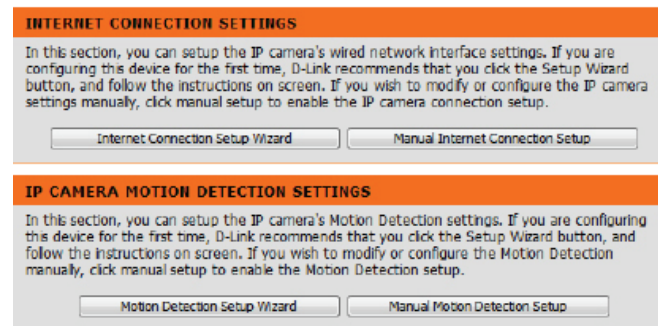 INTERNET CONNECTION SETTINGS
In this section, you can setup the IP camera's wired network interface settings. If you are
configuring this device for the first time, D-Link recommends that you click the Setup Wizard
button, and follow the instructions on screen. If you wish to modify or configure the IP camera
settings manually, click manual setup to enable the IP camera connection setup.
Internet Connection Setup Wizard Manual Internet Connection Setup
IP CAMERA MOTION DETECTION SETTINGS
In this section, you can setup the IP camera's Motion Detection settings. If you are configuring
this device for the first time, D-Link recommends that you click the Setup Wizard button, and
follow the instructions on screen. If you wish to modify or configure the Motion Detection
manually, click manual setup to enable the Motion Detection setup.
Motion Detection Setup Wizard Manual Motion Detection Setup